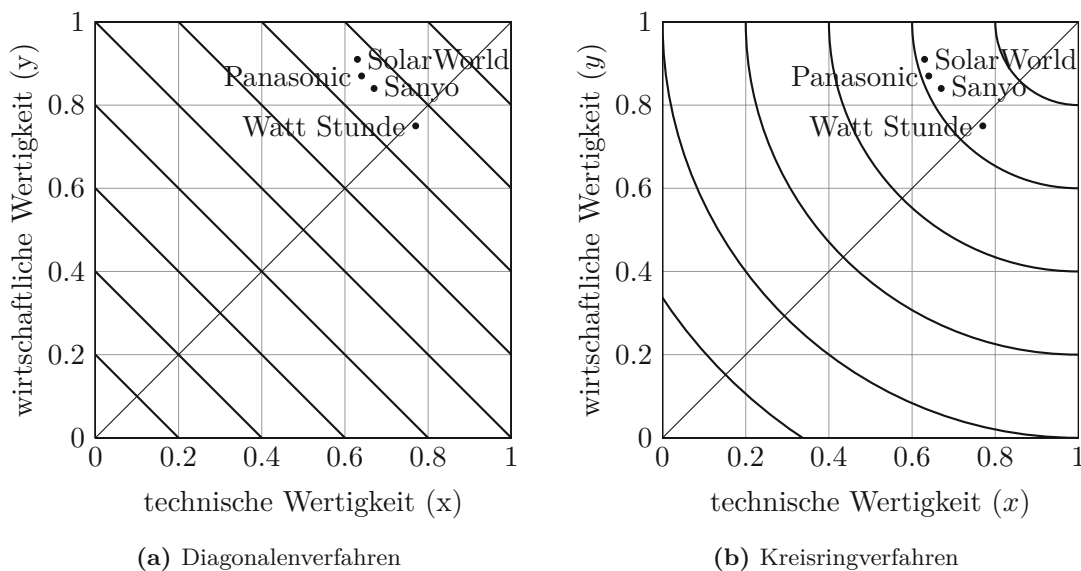 wirtschaftliche Wertigkeit (y)
1
0.8
0.6
0.4
0.2
0
SolarWorld
Panasonic
Sanyo
Watt Stunde
0 0.2 0.4 0.6 0.8 1
technische Wertigkeit (x)
(a) Diagonalenverfahren
wirtschaftliche Wertigkeit (y)
1
0.8
0.6
0.4
0.2
0
SolarWorld
Panasonic
Sanyo
Watt Stunde
0 0.2 0.4 0.6 0.8 1
technische Wertigkeit (x)
(b) Kreisringverfahren